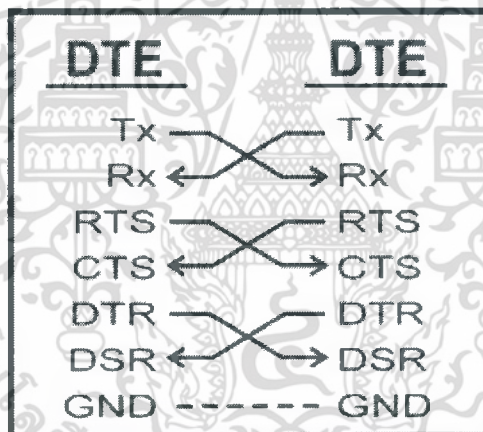 DTE DTE
Tx Tx
Rx Rx
RTS RTS
CTS CTS
DTR DTR
DSR DSR
GND GND